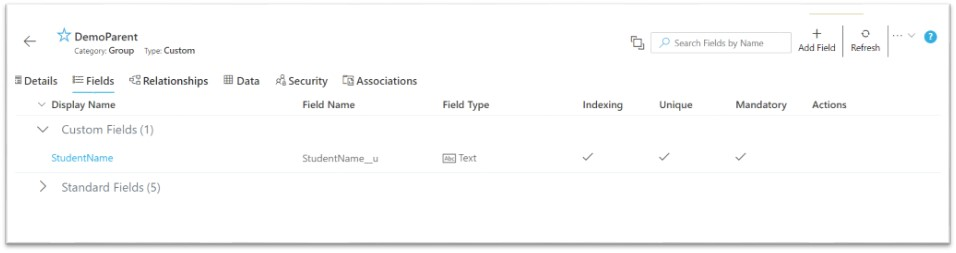 DemoParent
Category: Group Type: Custom
Search Fields by Name
Add Field
Refresh
...
?
Details Fields Relationships Data Security Associations
Display Name Field Name Field Type Indexing Unique Mandatory Actions
Custom Fields (1)
StudentName StudentName__u Abc Text
Standard Fields (5)